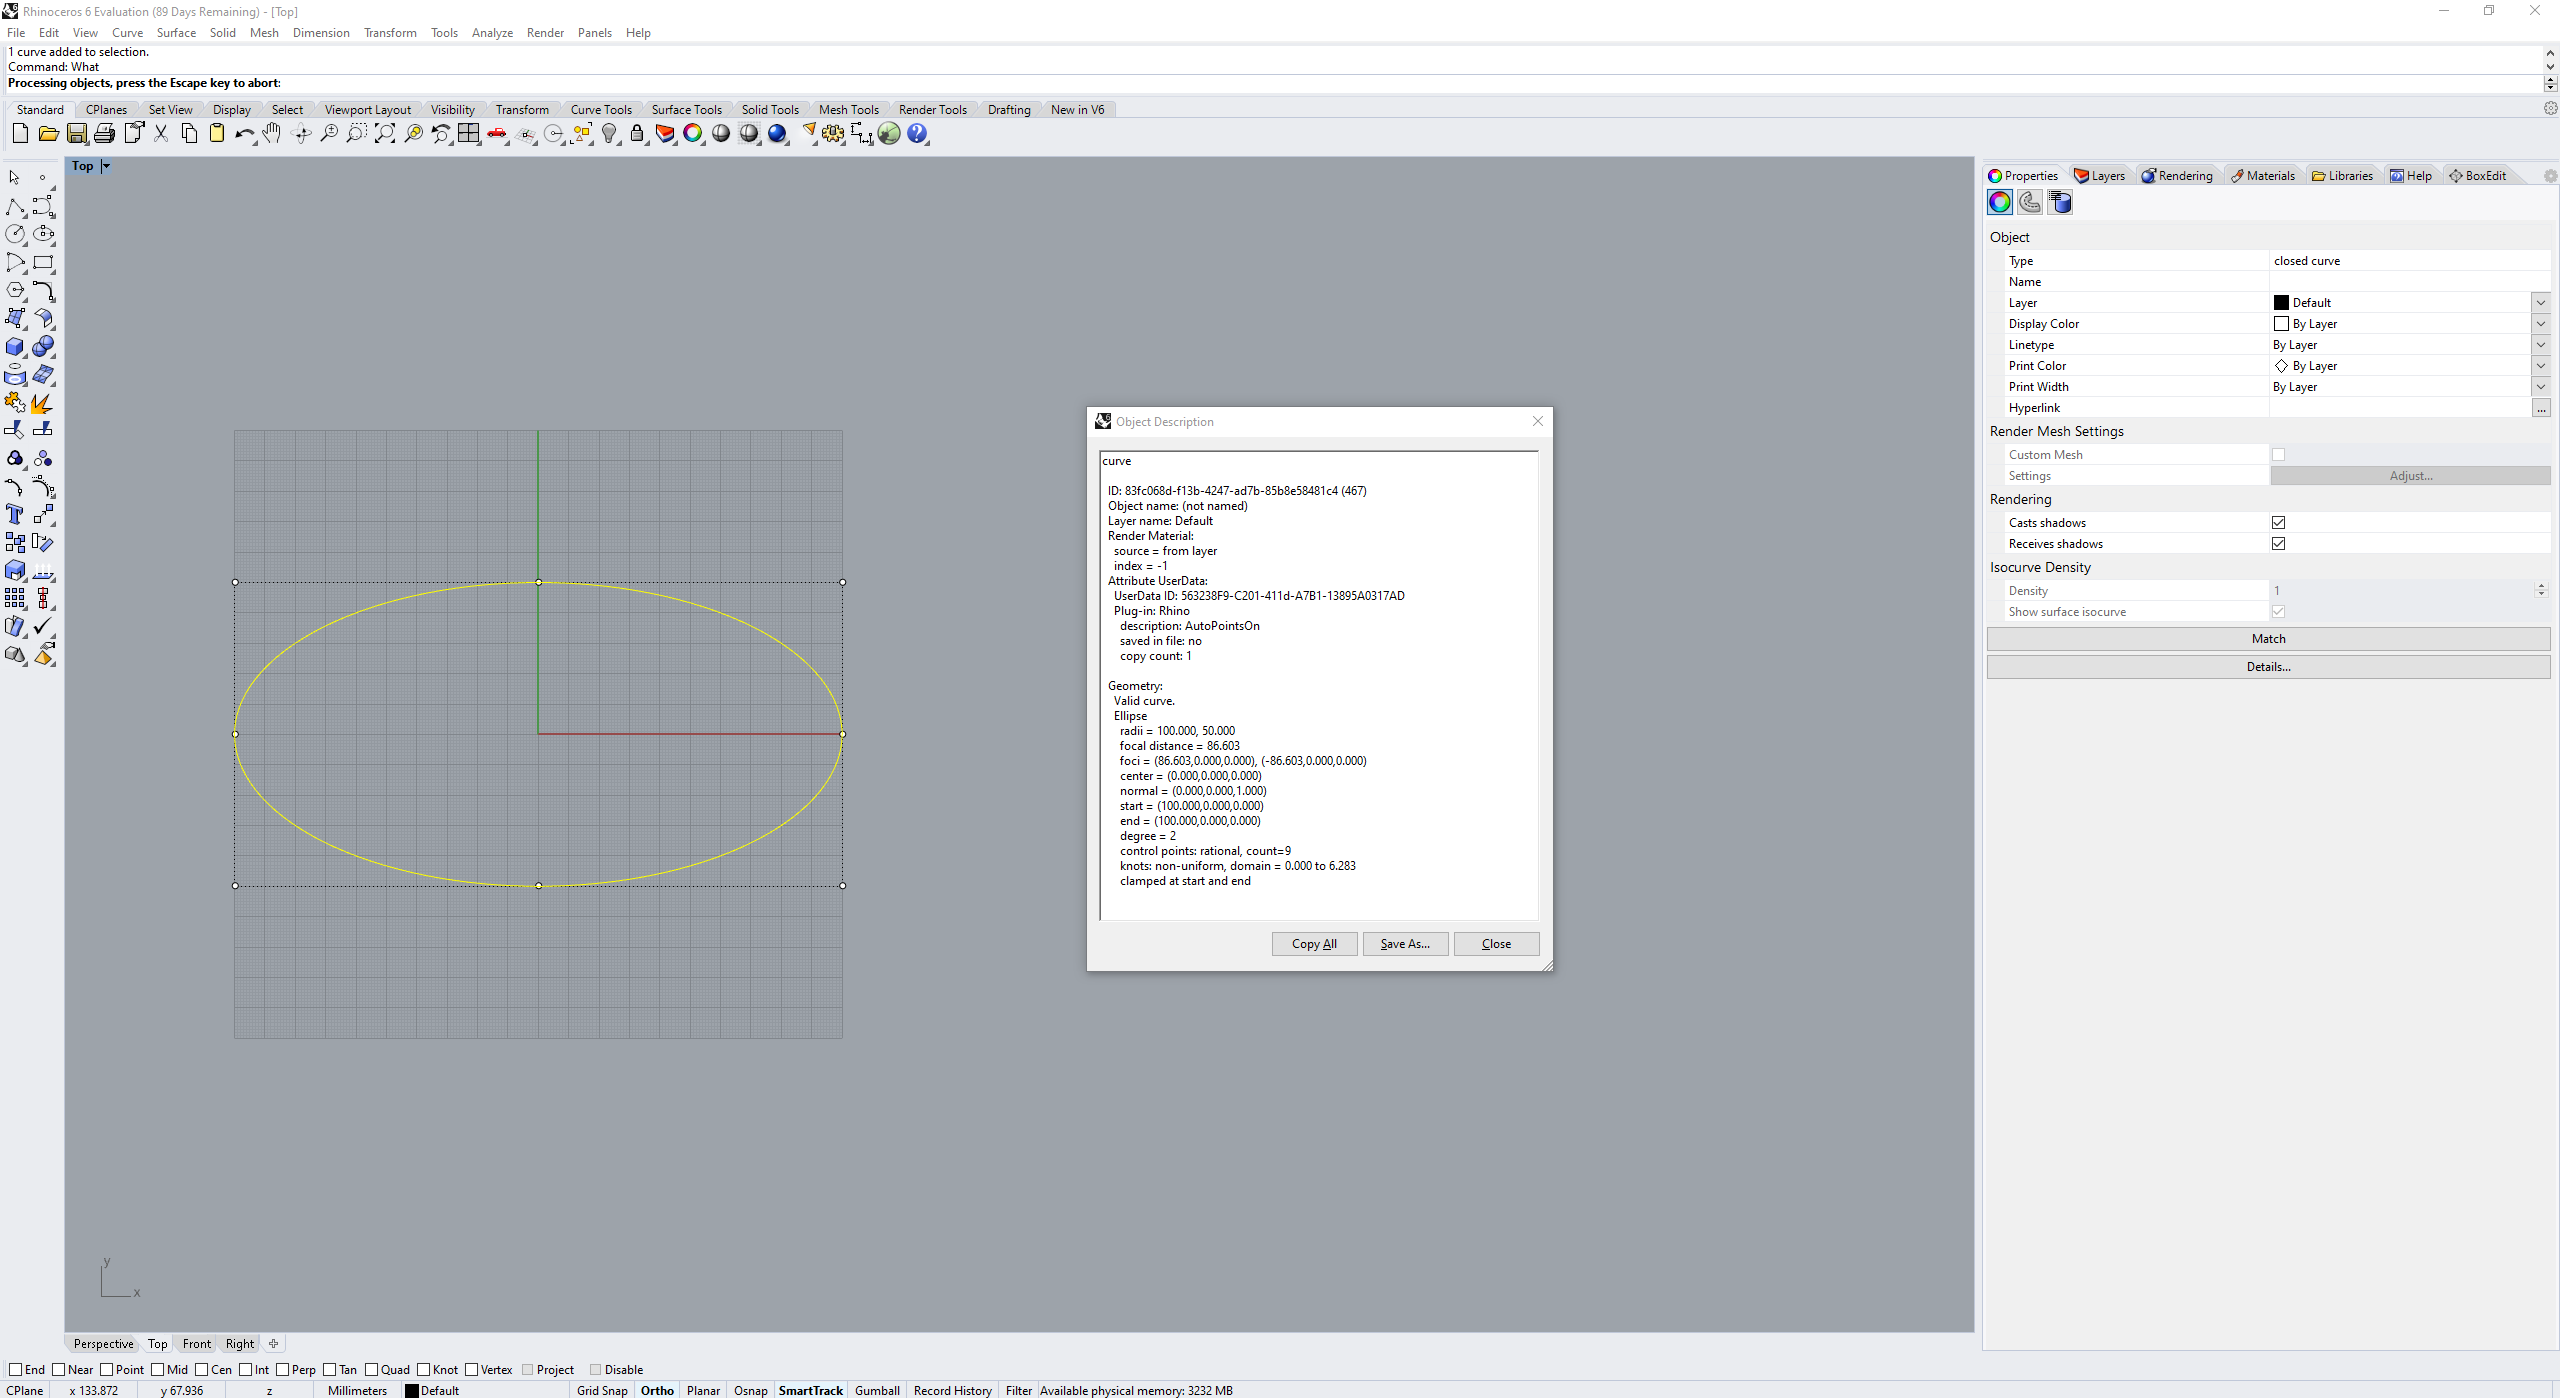 Rhinoceros 6 Evaluation (89 Days Remaining) - [Top]
File Edit View Curve Surface Solid Mesh Dimension Transform Tools Analyze Render Panels Help
1 curve added to selection.
Command: What
Processing objects, press the Escape key to abort:
Standard CPlanes Set View Display Select Viewport Layout Visibility Transform Curve Tools Surface Tools Solid Tools Mesh Tools Render Tools Drafting New in V6
Top
Object Description
curve
ID: 83fc068d-f13b-4247-ad7b-85b8e58481c4 (467)
Object name: (not named)
Layer name: Default
Render Material:
source = from layer
index = -1
Attribute UserData:
UserData ID: 563238F9-C201-411d-A7B1-13895A0317AD
Plug-in: Rhino
description: AutoPointsOn
saved in file: no
copy count: 1
Geometry:
Valid curve.
Ellipse
radii = 100.000, 50.000
focal distance = 86.603
foci = (86.603,0.000,0.000), (-86.603,0.000,0.000)
center = (0.000,0.000,0.000)
normal = (0.000,0.000,1.000)
start = (100.000,0.000,0.000)
end = (100.000,0.000,0.000)
degree = 2
control points: rational, count=9
knots: non-uniform, domain = 0.000 to 6.283
clamped at start and end
Copy All Save As... Close
Properties Layers Rendering Materials Libraries Help BoxEdit
Object
Type closed curve
Name
Layer Default
Display Color By Layer
Linetype By Layer
Print Color By Layer
Print Width By Layer
Hyperlink ...
Render Mesh Settings
Custom Mesh
Settings Adjust...
Rendering
Casts shadows
Receives shadows
Isocurve Density
Density 1
Show surface isocurve
Match
Details...
y
x
Perspective Top Front Right
End Near Point Mid Cen Int Perp Tan Quad Knot Vertex Project Disable
CPlane x 133.872 y 67.936 z Millimeters Default Grid Snap Ortho Planar Osnap SmartTrack Gumball Record History Filter Available physical memory: 3232 MB